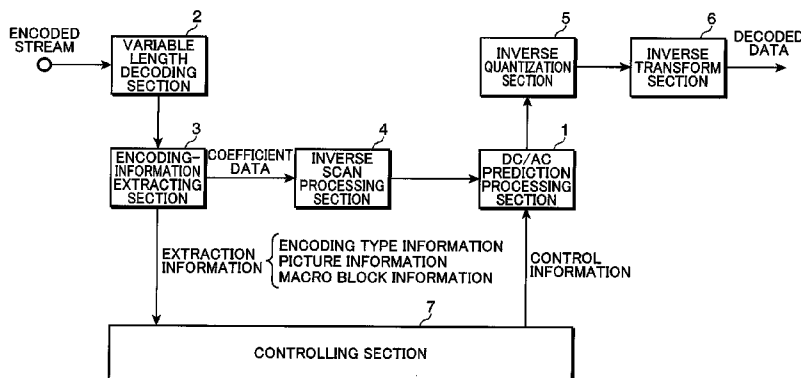 ENCODED
STREAM
2
VARIABLE
LENGTH
DECODING
SECTION
5
INVERSE
QUANTIZATION
SECTION
6
INVERSE
TRANSFORM
SECTION
DECODED
DATA
3
ENCODING-
INFORMATION
EXTRACTING
SECTION
COEFFICIENT
DATA
4
INVERSE
SCAN
PROCESSING
SECTION
1
DC/AC
PREDICTION
PROCESSING
SECTION
EXTRACTION
INFORMATION
ENCODING TYPE INFORMATION
PICTURE INFORMATION
MACRO BLOCK INFORMATION
CONTROL
INFORMATION
7
CONTROLLING SECTION